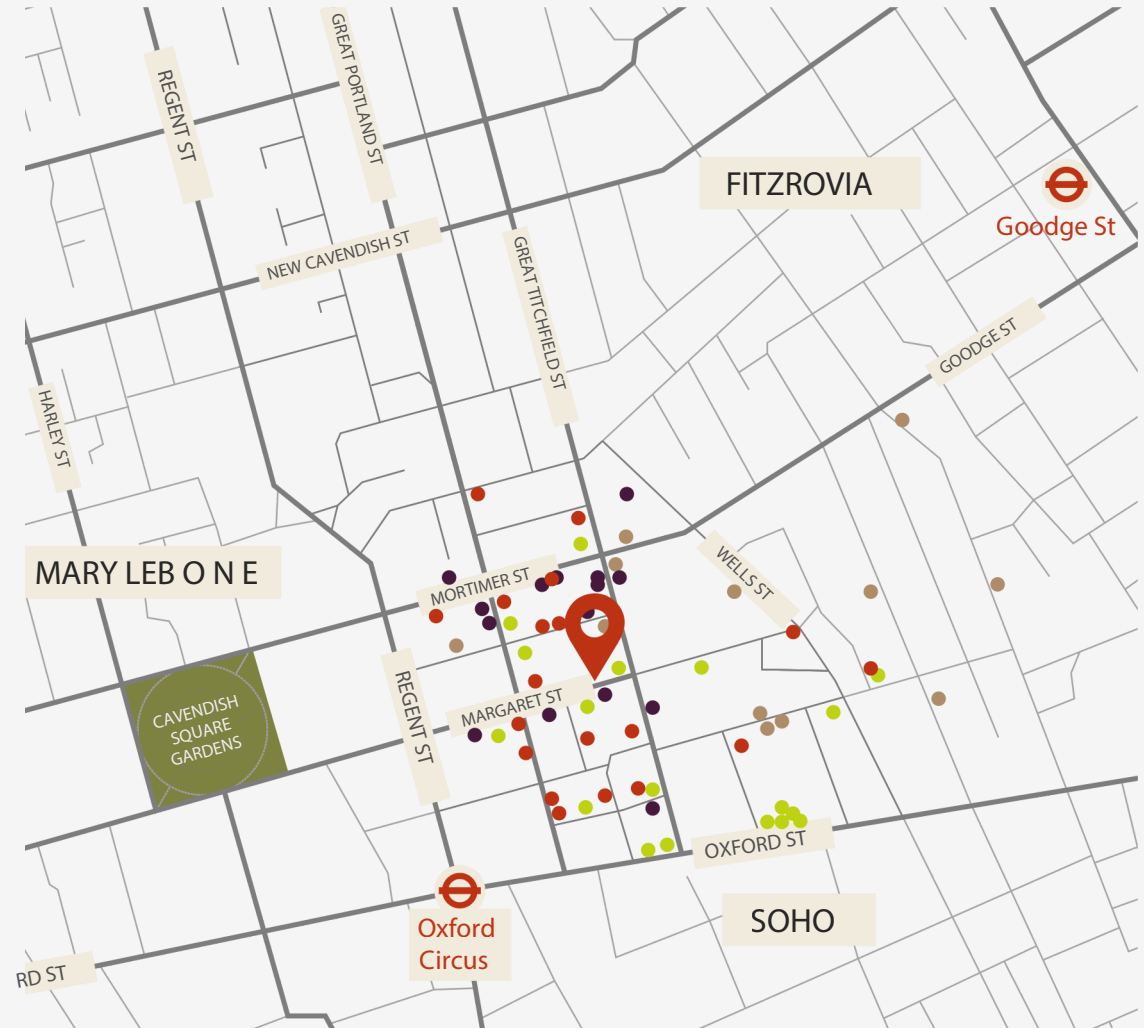 REGENT ST
GREAT PORTLAND ST
FITZROVIA
Goodge St
NEW CAVENDISH ST
GREAT TITCHFIELD ST
GOODGE ST
HARLEY ST
MARY LEB O N E
MORTIMER ST
WELLS ST
CAVENDISH
SQUARE
GARDENS
REGENT ST
MARGARET ST
OXFORD ST
SOHO
Oxford
Circus
RD ST